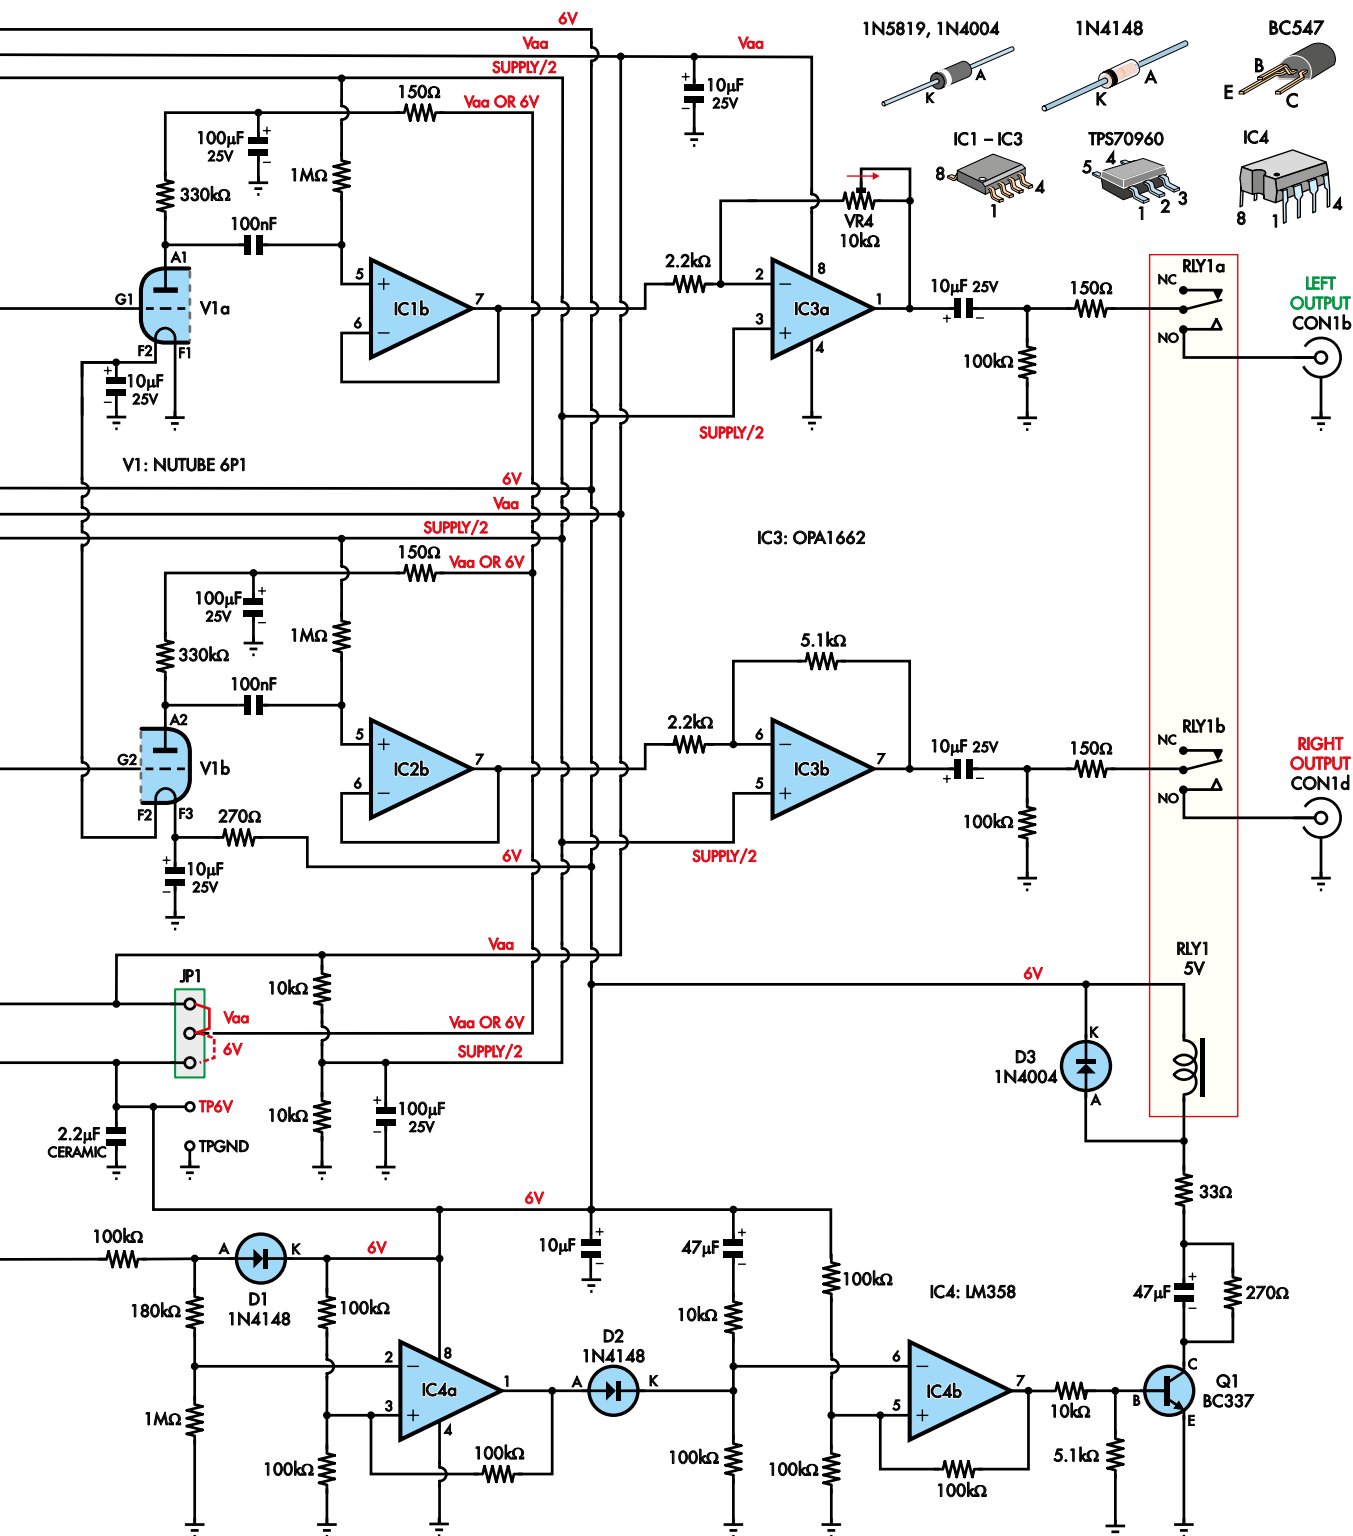 6V
Vaa
Vaa
SUPPLY/2
1N5819, 1N4004
K
A
1N4148
K
A
BC547
B
E
C
IC1 – IC3
8
4
1
TPS70960
5
4
1
2
3
IC4
8
1
4
150Ω
Vaa OR 6V
100µF
25V
+
–
1MΩ
330kΩ
100nF
10µF
25V
+
–
A1
G1
V1a
F2
F1
+
10µF
–
25V
5
+
IC1b
7
6
–
2.2kΩ
VR4
10kΩ
2
–
8
IC3a
1
3
+
4
SUPPLY/2
10µF 25V
+
–
150Ω
100kΩ
RLY1a
NC
NO
LEFT
OUTPUT
CON1b
V1: NUTUBE 6P1
6V
Vaa
SUPPLY/2
150Ω
Vaa OR 6V
IC3: OPA1662
100µF
25V
+
–
1MΩ
330kΩ
100nF
A2
G2
V1b
F2
F3
270Ω
+
10µF
–
25V
6V
5
+
IC2b
7
6
–
2.2kΩ
5.1kΩ
6
–
IC3b
7
5
+
SUPPLY/2
10µF 25V
+
–
150Ω
100kΩ
RLY1b
NC
NO
RIGHT
OUTPUT
CON1d
Vaa
JP1
Vaa
6V
10kΩ
Vaa OR 6V
SUPPLY/2
10kΩ
+
100µF
–
25V
TP6V
TPGND
2.2µF
CERAMIC
6V
RLY1
5V
K
D3
1N4004
A
33Ω
6V
100kΩ
A
K
D1
1N4148
6V
180kΩ
100kΩ
1MΩ
100kΩ
2
–
8
IC4a
1
3
+
4
100kΩ
10µF
+
–
D2
1N4148
A
K
47µF
+
–
10kΩ
100kΩ
100kΩ
100kΩ
IC4: LM358
6
–
IC4b
7
5
+
100kΩ
10kΩ
5.1kΩ
47µF
+
–
270Ω
C
B
E
Q1
BC337